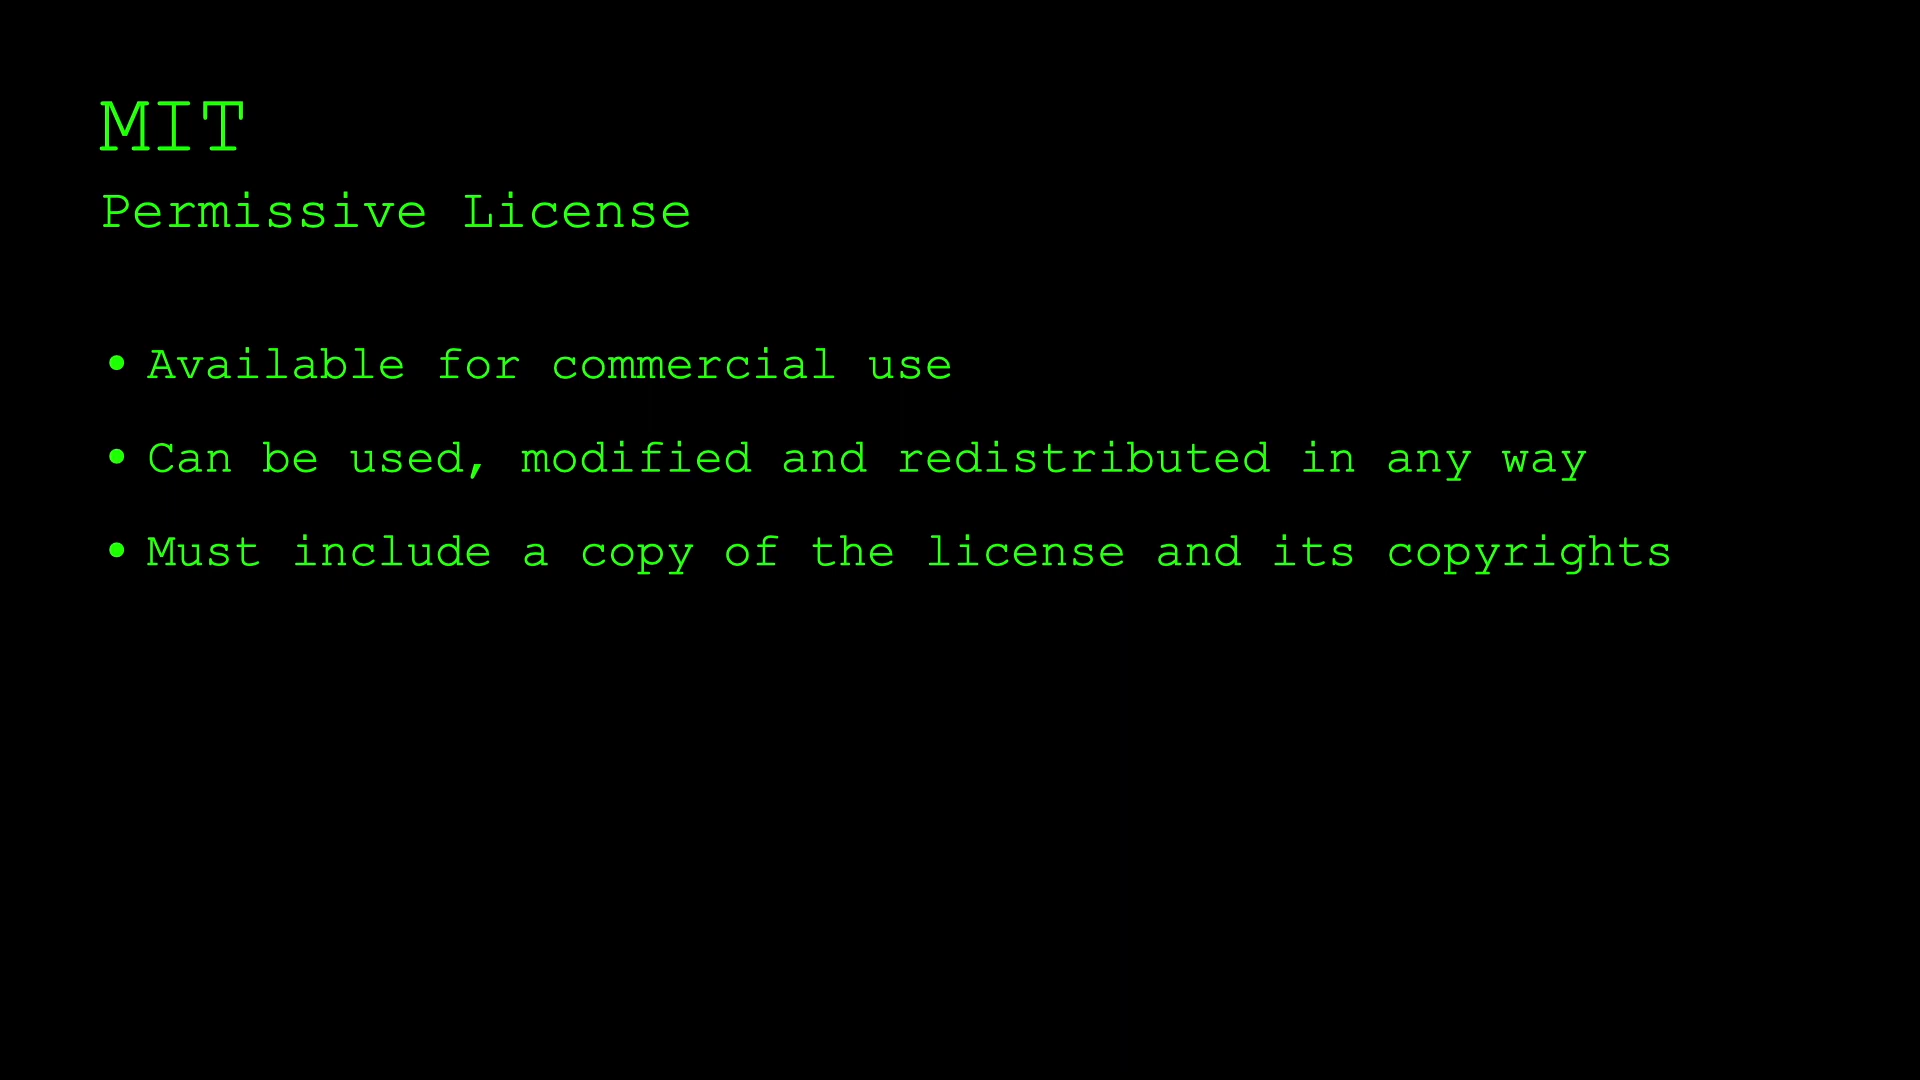 MIT
Permissive License
• Available for commercial use
• Can be used, modified and redistributed in any way
• Must include a copy of the license and its copyrights